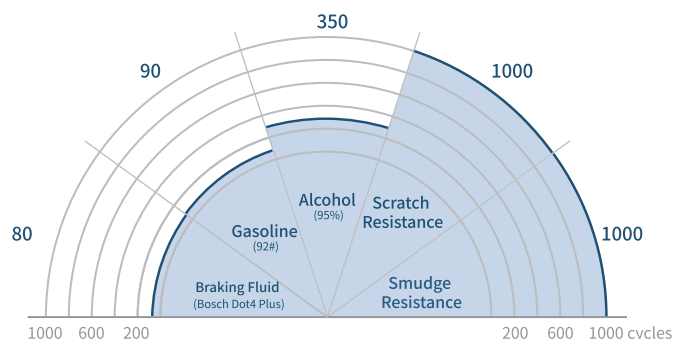 350
90
1000
Alcohol
(95%)
Scratch
Resistance
Gasoline
(92#)
80
1000
Braking Fluid
(Bosch Dot4 Plus)
Smudge
Resistance
1000 600 200 200 600 1000 cvcles